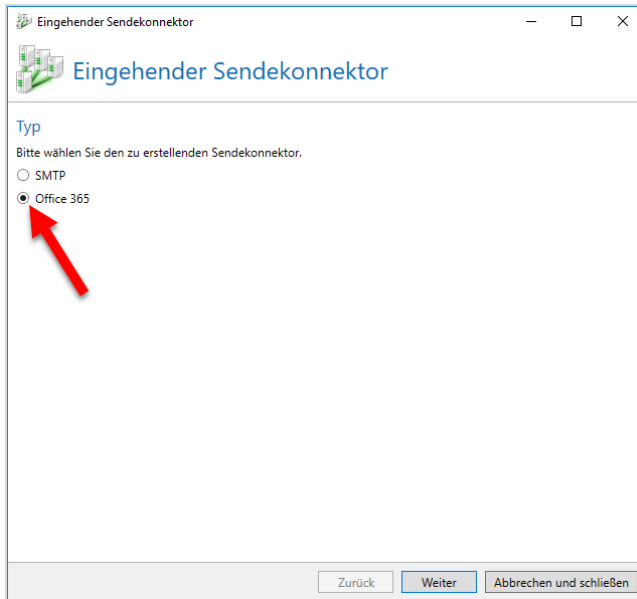 Eingehender Sendekonnektor
Eingehender Sendekonnektor
Typ
Bitte wählen Sie den zu erstellenden Sendekonnektor.
SMTP
Office 365
Zurück Weiter Abbrechen und schließen